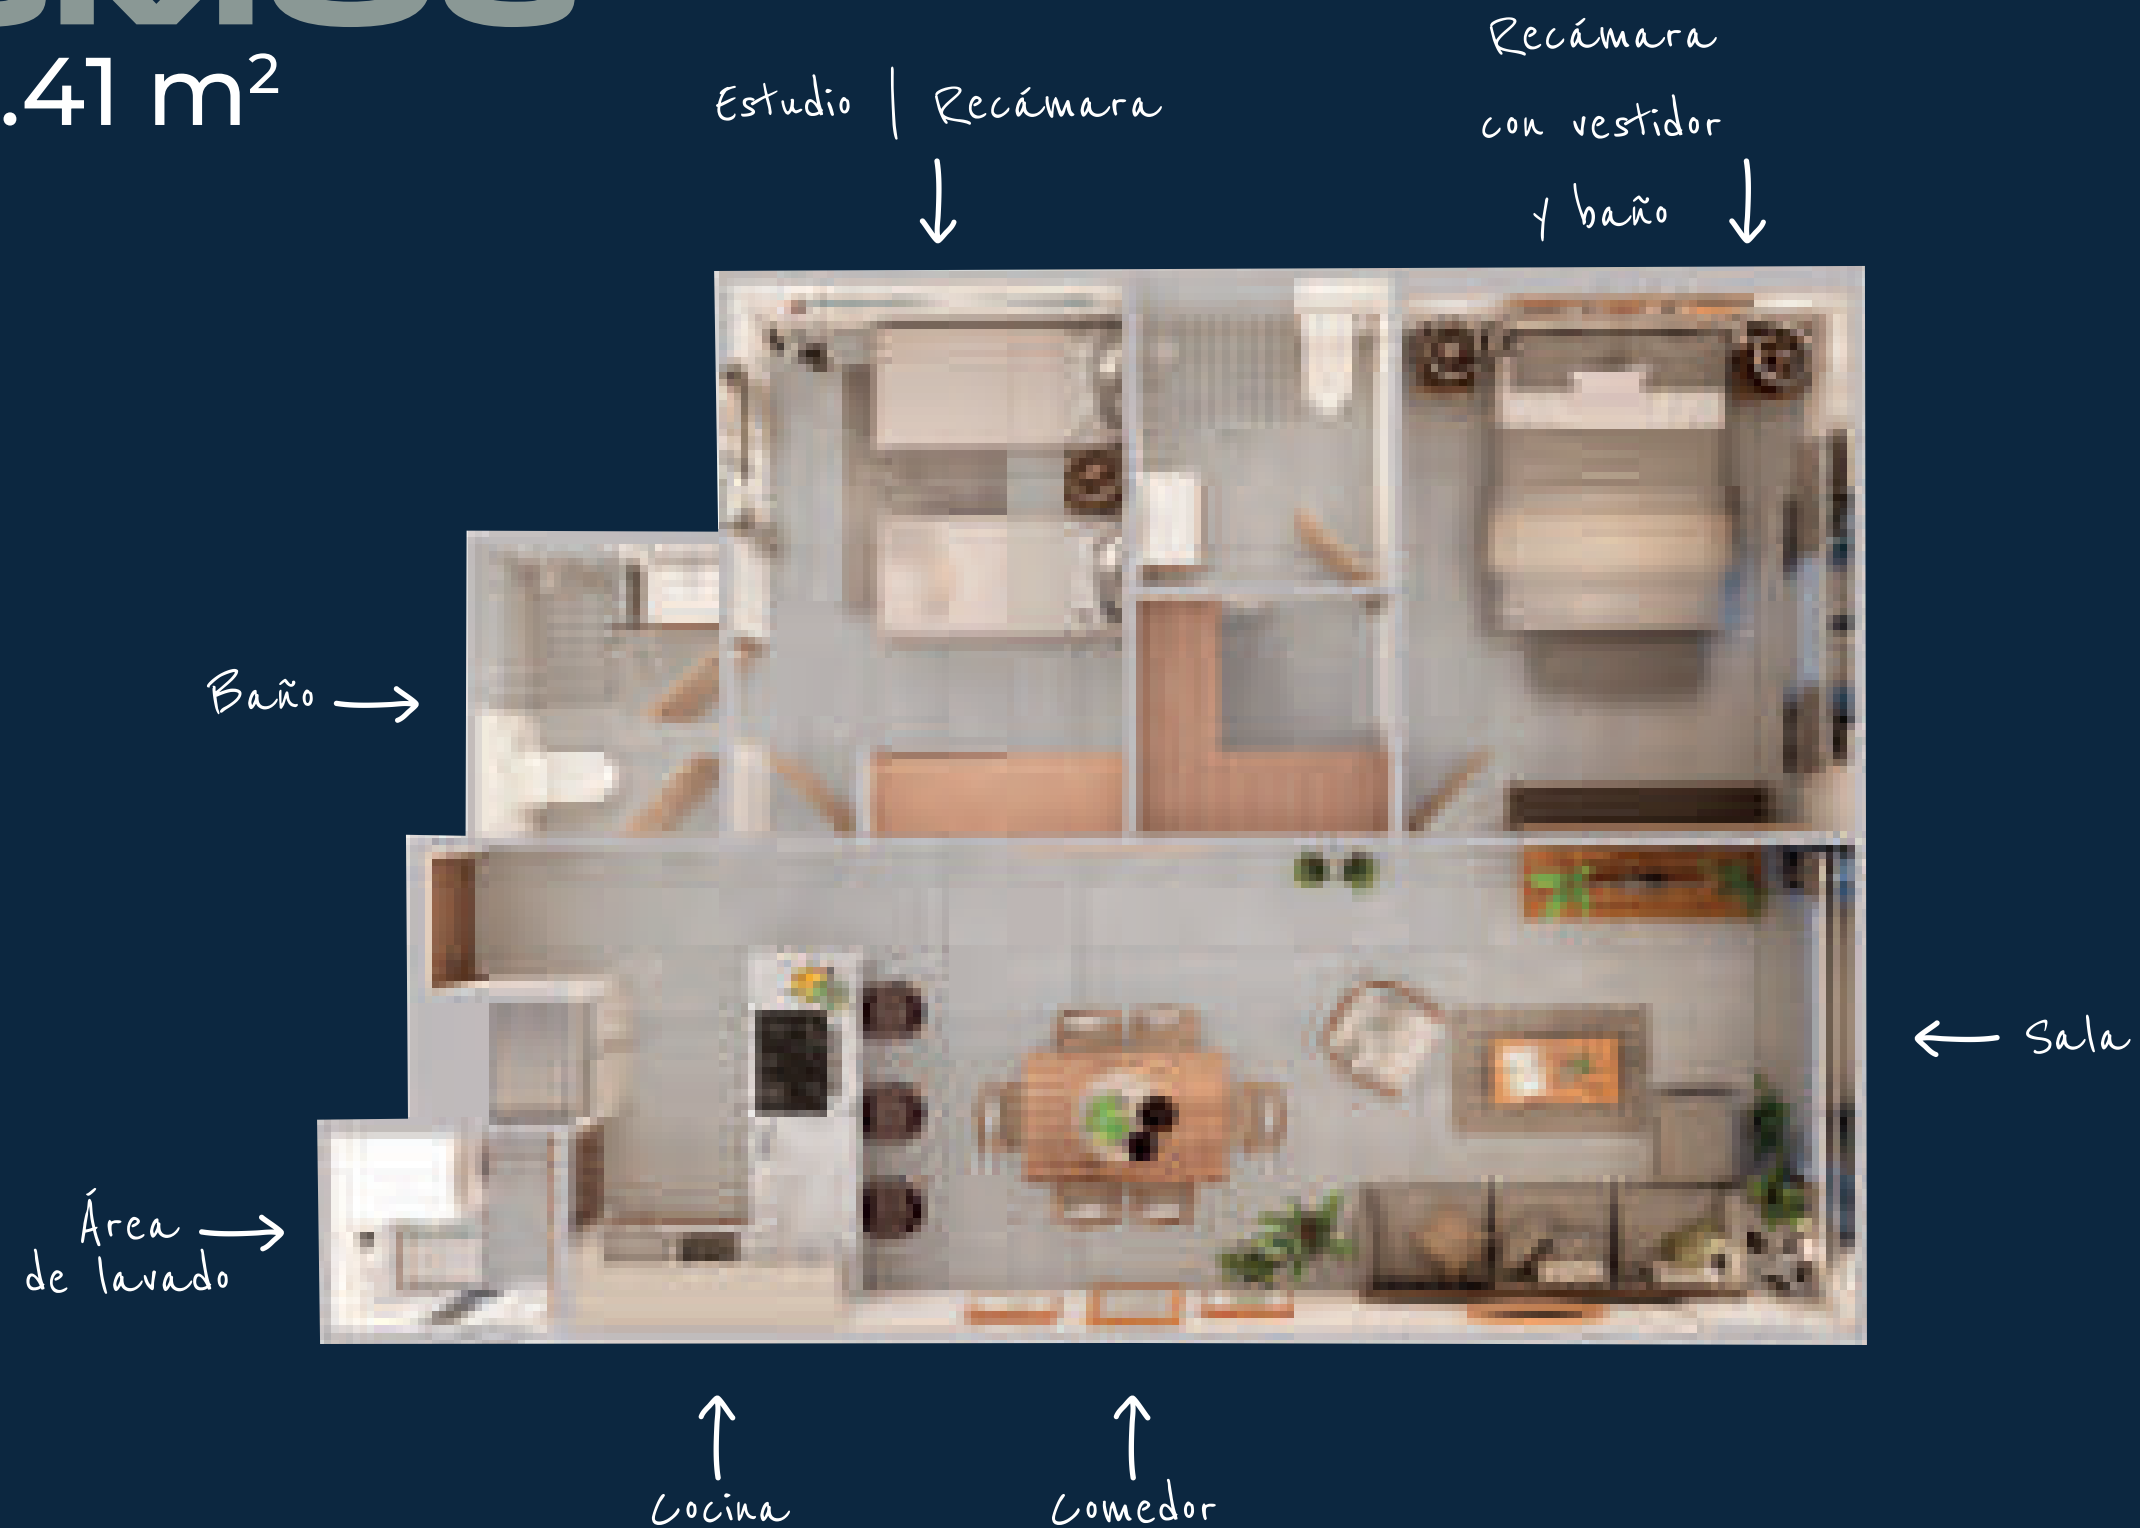 .41 m²
Estudio | Recámara
Recámara
con vestidor
y baño
Baño
Sala
Área
de lavado
Cocina
Comedor